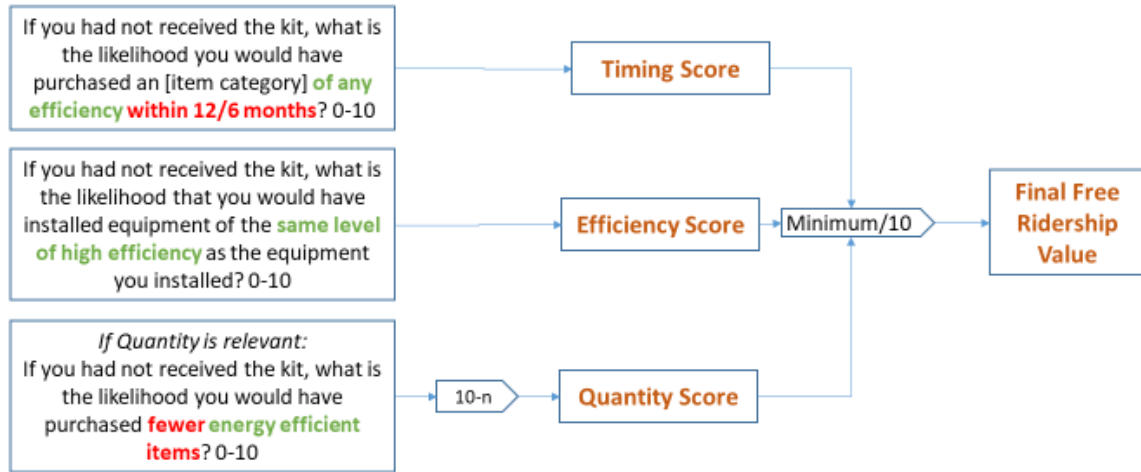 If you had not received the kit, what is
the likelihood you would have
purchased an [item category] of any
efficiency within 12/6 months? 0-10
Timing Score
If you had not received the kit, what is
the likelihood that you would have
installed equipment of the same level
of high efficiency as the equipment
you installed? 0-10
Efficiency Score
Minimum/10
Final Free
Ridership
Value
If Quantity is relevant:
If you had not received the kit, what is
the likelihood you would have
purchased fewer energy efficient
items? 0-10
10-n
Quantity Score